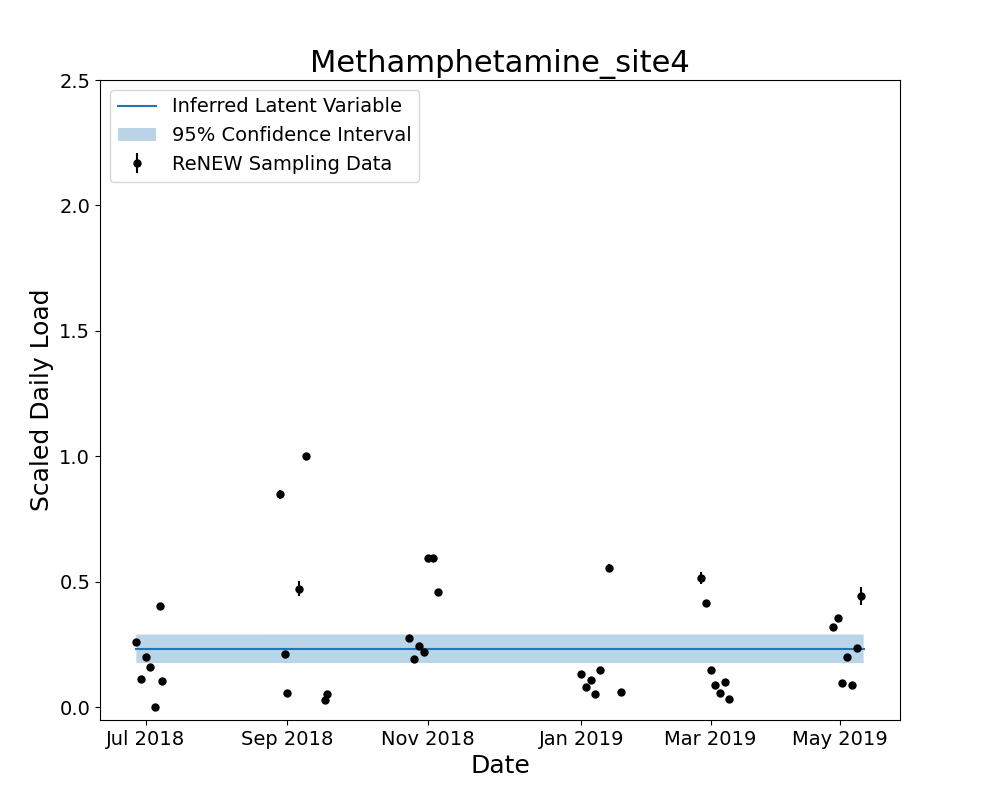 Methamphetamine_site4
2.5
2.0
1.5
1.0
0.5
0.0
Scaled Daily Load
Inferred Latent Variable
95% Confidence Interval
ReNEW Sampling Data
Jul 2018 Sep 2018 Nov 2018 Jan 2019 Mar 2019 May 2019
Date